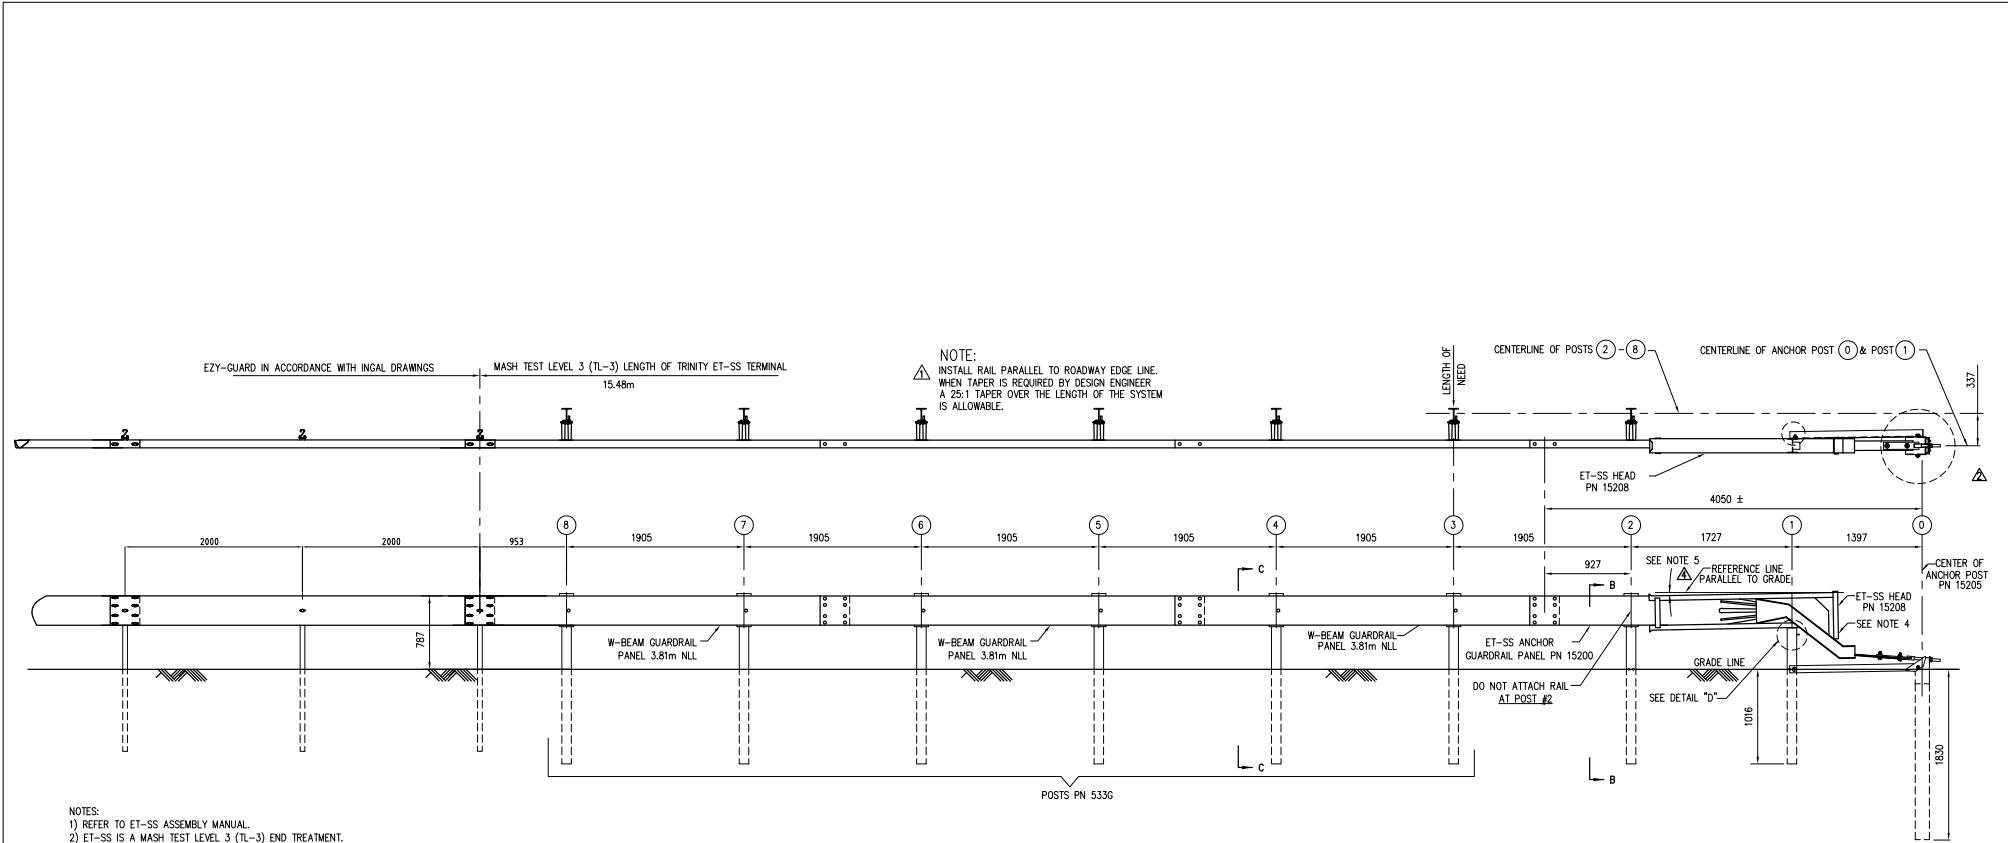 EZY-GUARD IN ACCORDANCE WITH INGAL DRAWINGS
MASH TEST LEVEL 3 (TL-3) LENGTH OF TRINITY ET-SS TERMINAL
15.48m
NOTE:
1 INSTALL RAIL PARALLEL TO ROADWAY EDGE LINE.
WHEN TAPER IS REQUIRED BY DESIGN ENGINEER
A 25:1 TAPER OVER THE LENGTH OF THE SYSTEM
IS ALLOWABLE.
LENGTH OF
NEED
CENTERLINE OF POSTS 2 - 8
CENTERLINE OF ANCHOR POST 0 & POST 1
337
Z
Z
Z
ET-SS HEAD
PN 15208
2
4050 ±
8
7
6
5
4
3
2
1
0
2000
2000
953
1905
1905
1905
1905
1905
1905
1727
1397
927
C
B
SEE NOTE 5
4
REFERENCE LINE
PARALLEL TO GRADE
CENTER OF
ANCHOR POST
PN 15205
ET-SS HEAD
PN 15208
SEE NOTE 4
787
W-BEAM GUARDRAIL
PANEL 3.81m NLL
W-BEAM GUARDRAIL
PANEL 3.81m NLL
W-BEAM GUARDRAIL
PANEL 3.81m NLL
ET-SS ANCHOR
GUARDRAIL PANEL PN 15200
GRADE LINE
DO NOT ATTACH RAIL
AT POST #2
SEE DETAIL "D"
1016
1830
C
B
POSTS PN 533G
NOTES:
1) REFER TO ET-SS ASSEMBLY MANUAL.
2) ET-SS IS A MASH TEST LEVEL 3 (TL-3) END TREATMENT.